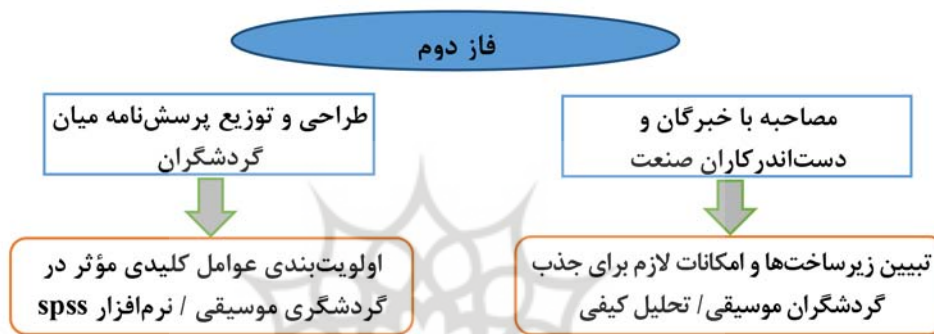 فاز دوم
مصاحبه با خبرگان و
دست‌اندرکاران صنعت
طراحی و توزیع پرسش‌نامه میان
گردشگران
تبیین زیرساخت‌ها و امکانات لازم برای جذب
گردشگران موسیقی/ تحلیل کیفی
اولویت‌بندی عوامل کلیدی مؤثر در
گردشگری موسیقی / نرم‌افزار spss